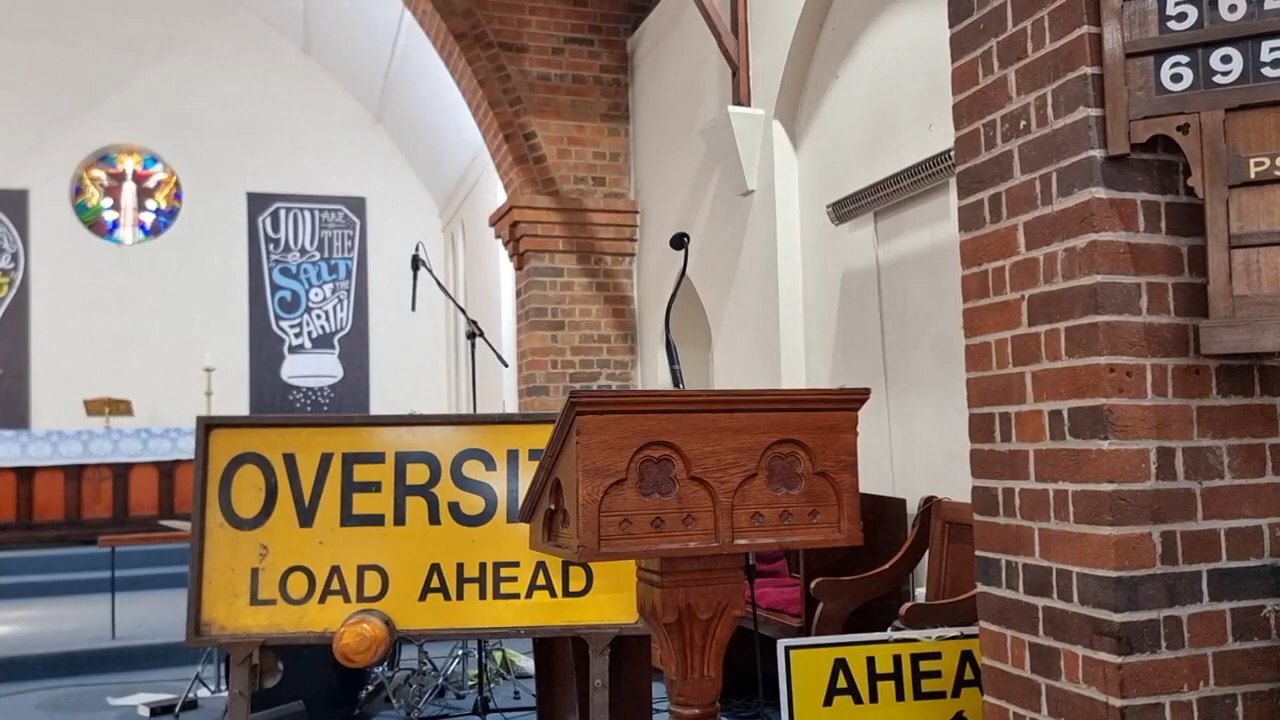 YOU ARE
THE
SALT
OF THE
EARTH
OVERSI
LOAD AHEAD
AHEA
56
695
PS